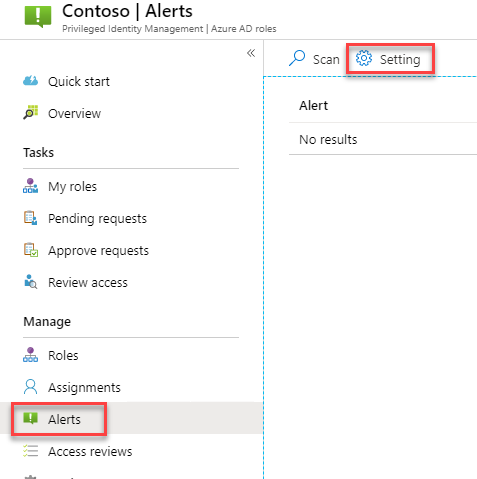 Contoso | Alerts
Privileged Identity Management | Azure AD roles
«
Scan
Setting
Quick start
Overview
Tasks
My roles
Pending requests
Approve requests
Review access
Manage
Roles
Assignments
Alerts
Access reviews
Alert
No results